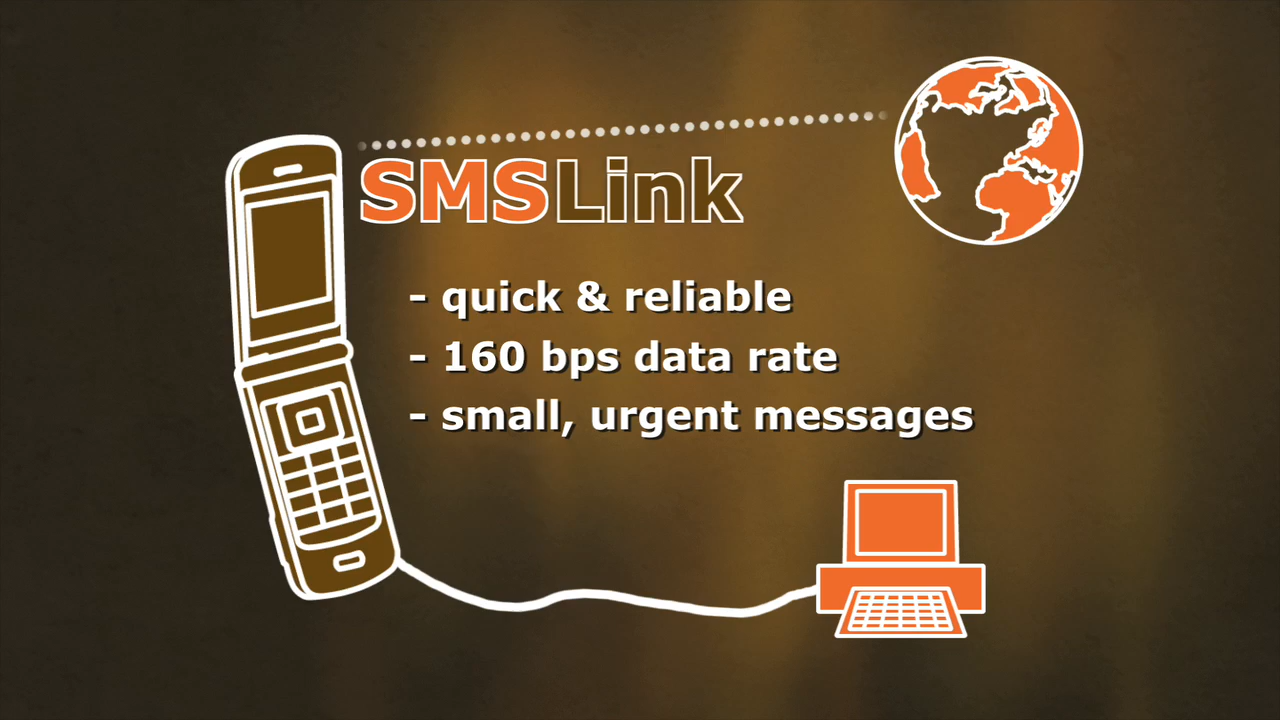 SMSLink
- quick & reliable
- 160 bps data rate
- small, urgent messages